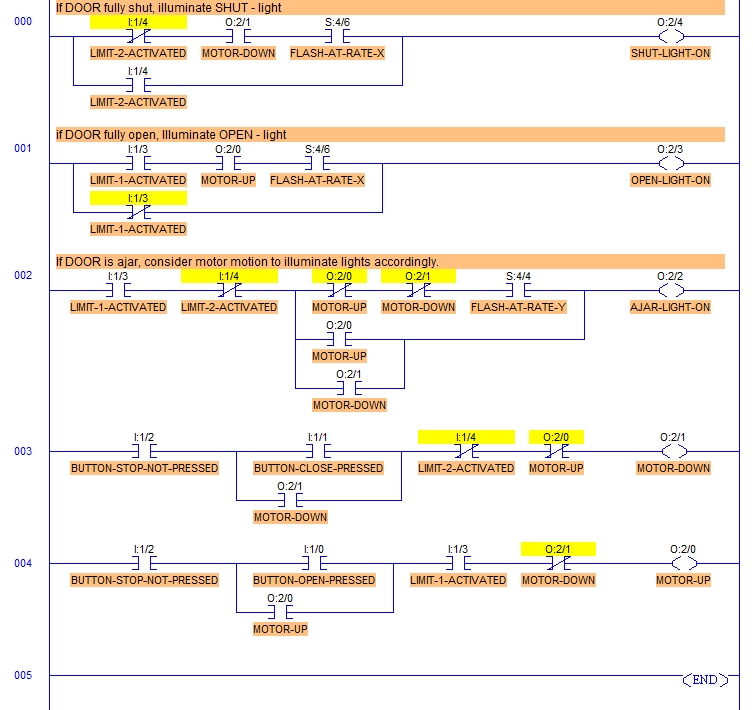 If DOOR fully shut, illuminate SHUT - light
000
I:1/4 O:2/1 S:4/6 O:2/4
LIMIT-2-ACTIVATED MOTOR-DOWN FLASH-AT-RATE-X SHUT-LIGHT-ON
I:1/4
LIMIT-2-ACTIVATED
if DOOR fully open, Illuminate OPEN - light
001
I:1/3 O:2/0 S:4/6 O:2/3
LIMIT-1-ACTIVATED MOTOR-UP FLASH-AT-RATE-X OPEN-LIGHT-ON
I:1/3
LIMIT-1-ACTIVATED
If DOOR is ajar, consider motor motion to illuminate lights accordingly.
002
I:1/3 I:1/4 O:2/0 O:2/1 S:4/4 O:2/2
LIMIT-1-ACTIVATED LIMIT-2-ACTIVATED MOTOR-UP MOTOR-DOWN FLASH-AT-RATE-Y AJAR-LIGHT-ON
O:2/0
MOTOR-UP
O:2/1
MOTOR-DOWN
003
I:1/2 I:1/1 I:1/4 O:2/0 O:2/1
BUTTON-STOP-NOT-PRESSED BUTTON-CLOSE-PRESSED LIMIT-2-ACTIVATED MOTOR-UP MOTOR-DOWN
O:2/1
MOTOR-DOWN
004
I:1/2 I:1/0 I:1/3 O:2/1 O:2/0
BUTTON-STOP-NOT-PRESSED BUTTON-OPEN-PRESSED LIMIT-1-ACTIVATED MOTOR-DOWN MOTOR-UP
O:2/0
MOTOR-UP
005
END